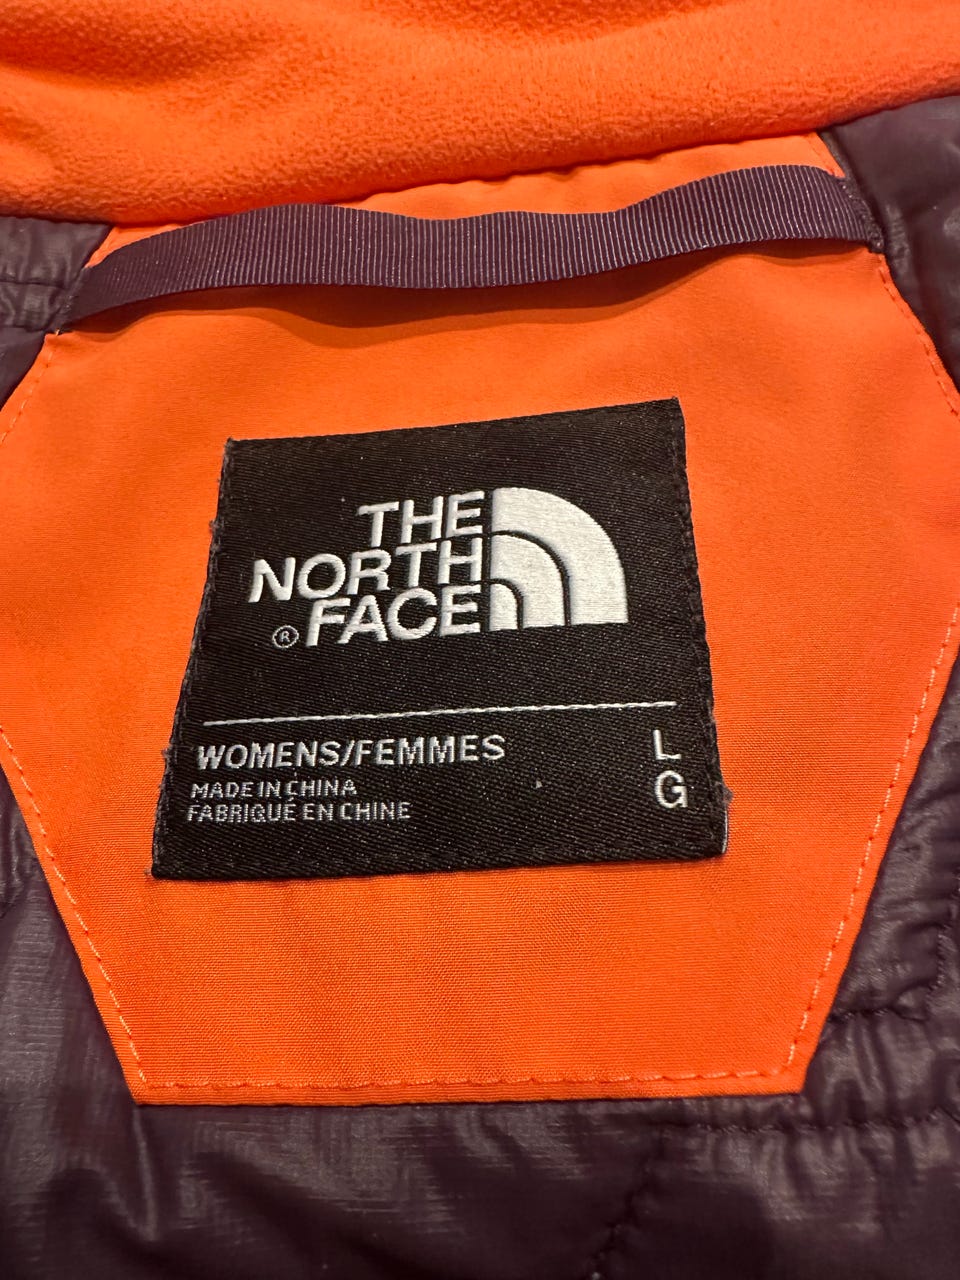 THE
NORTH
® FACE
WOMENS/FEMMES L
MADE IN CHINA G
FABRIQUÉ EN CHINE